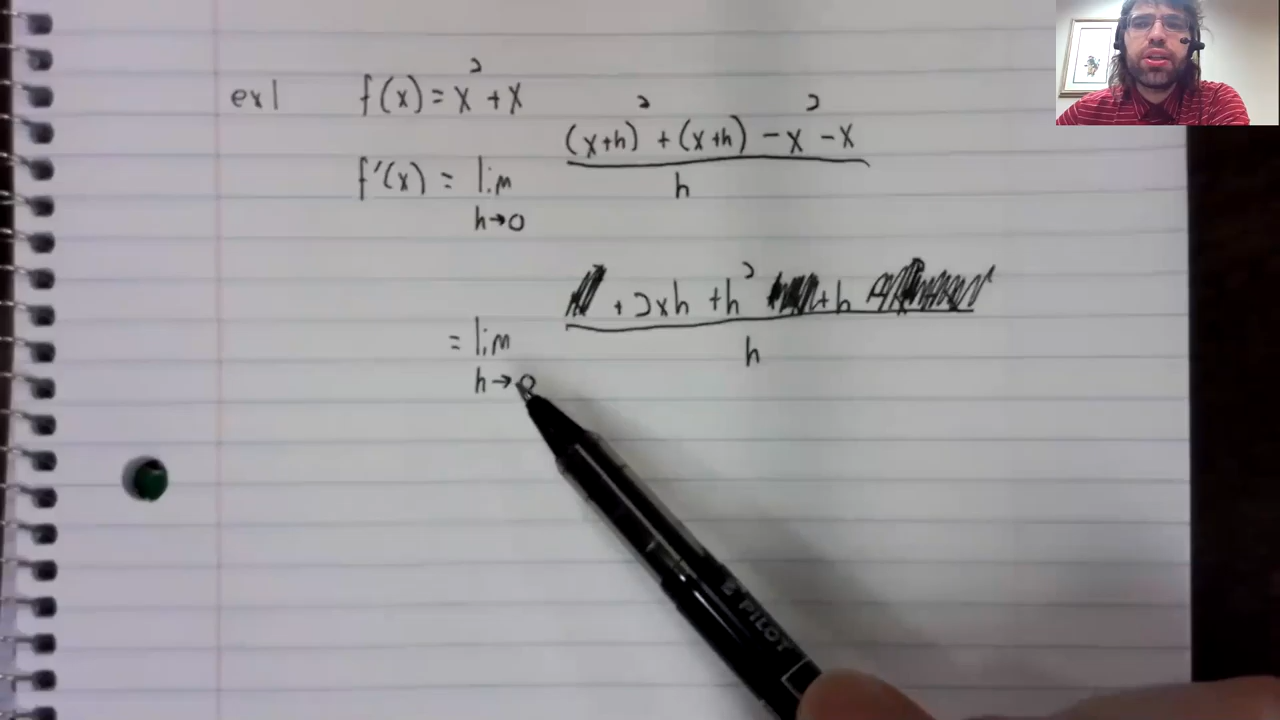 ex1 f(x) = x² + x
f'(x) = lim h→0 ((x+h)² + (x+h) - x² - x) / h
= lim h→0 (+ 2xh + h² + h) / h
B PILOT